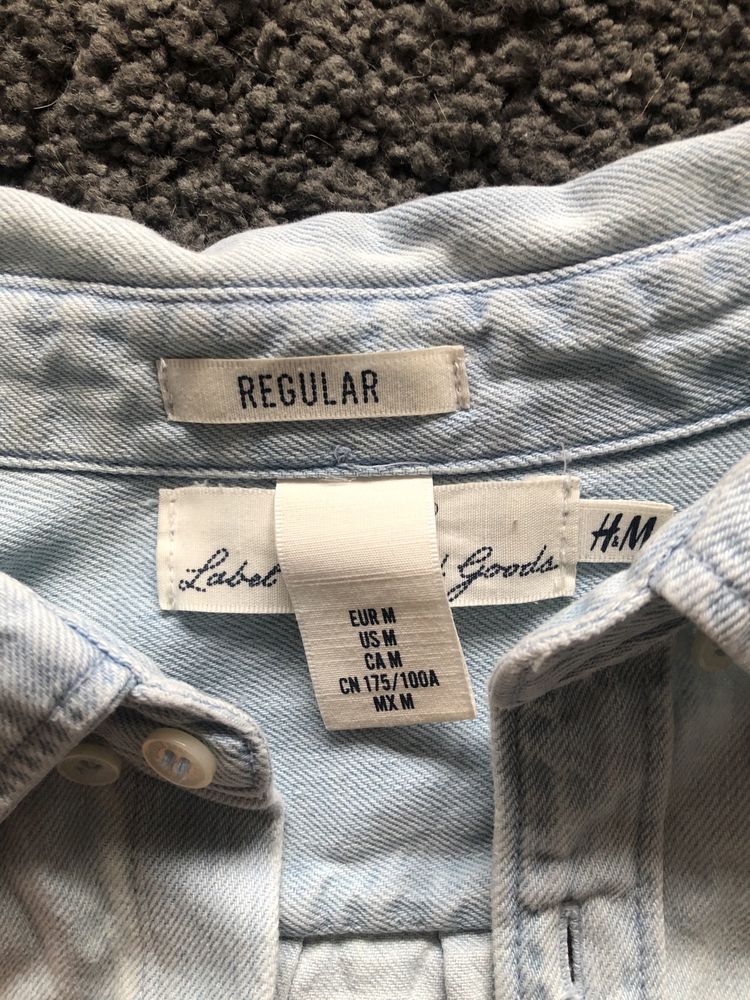 REGULAR
Label Goods
H&M
EUR M
US M
CA M
CN 175/100A
MX M